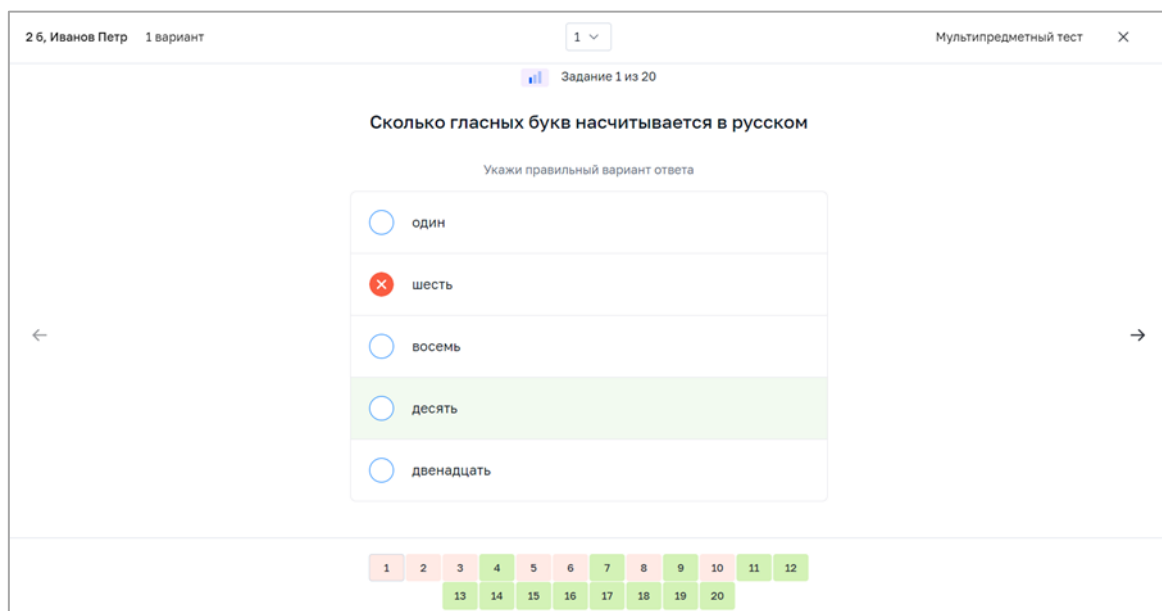 2 б, Иванов Петр 1 вариант 1 Мультипредметный тест
Задание 1 из 20
Сколько гласных букв насчитывается в русском
Укажи правильный вариант ответа
один
шесть
восемь
десять
двенадцать
1 2 3 4 5 6 7 8 9 10 11 12
13 14 15 16 17 18 19 20